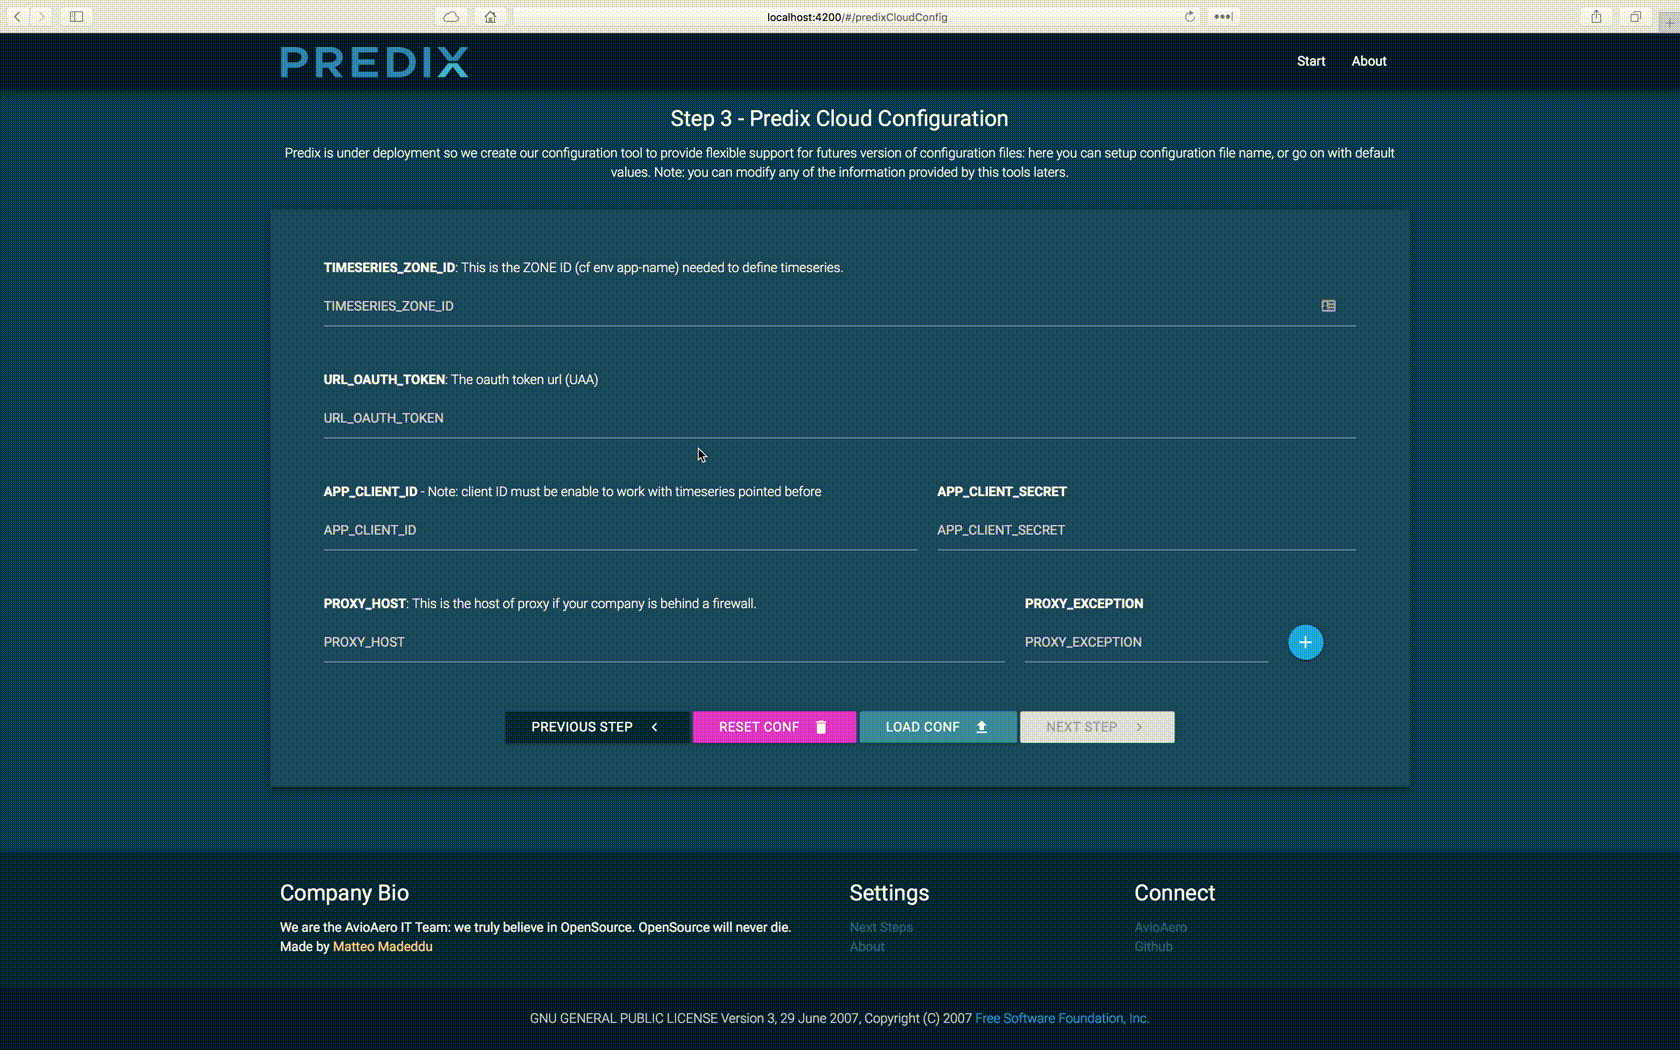 localhost:4200/#/predixCloudConfig
PREDIX
Start About
Step 3 - Predix Cloud Configuration
Predix is under deployment so we create our configuration tool to provide flexible support for futures version of configuration files: here you can setup configuration file name, or go on with default
values. Note: you can modify any of the information provided by this tools laters.
TIMESERIES_ZONE_ID: This is the ZONE ID (cf env app-name) needed to define timeseries.
TIMESERIES_ZONE_ID
URL_OAUTH_TOKEN: The oauth token url (UAA)
URL_OAUTH_TOKEN
APP_CLIENT_ID - Note: client ID must be enable to work with timeseries pointed before
APP_CLIENT_ID
APP_CLIENT_SECRET
APP_CLIENT_SECRET
PROXY_HOST: This is the host of proxy if your company is behind a firewall.
PROXY_HOST
PROXY_EXCEPTION
PROXY_EXCEPTION
PREVIOUS STEP
RESET CONF
LOAD CONF
NEXT STEP
Company Bio
We are the AvioAero IT Team: we truly believe in OpenSource. OpenSource will never die.
Made by Matteo Madeddu
Settings
Next Steps
About
Connect
AvioAero
Github
GNU GENERAL PUBLIC LICENSE Version 3, 29 June 2007, Copyright (C) 2007 Free Software Foundation, Inc.